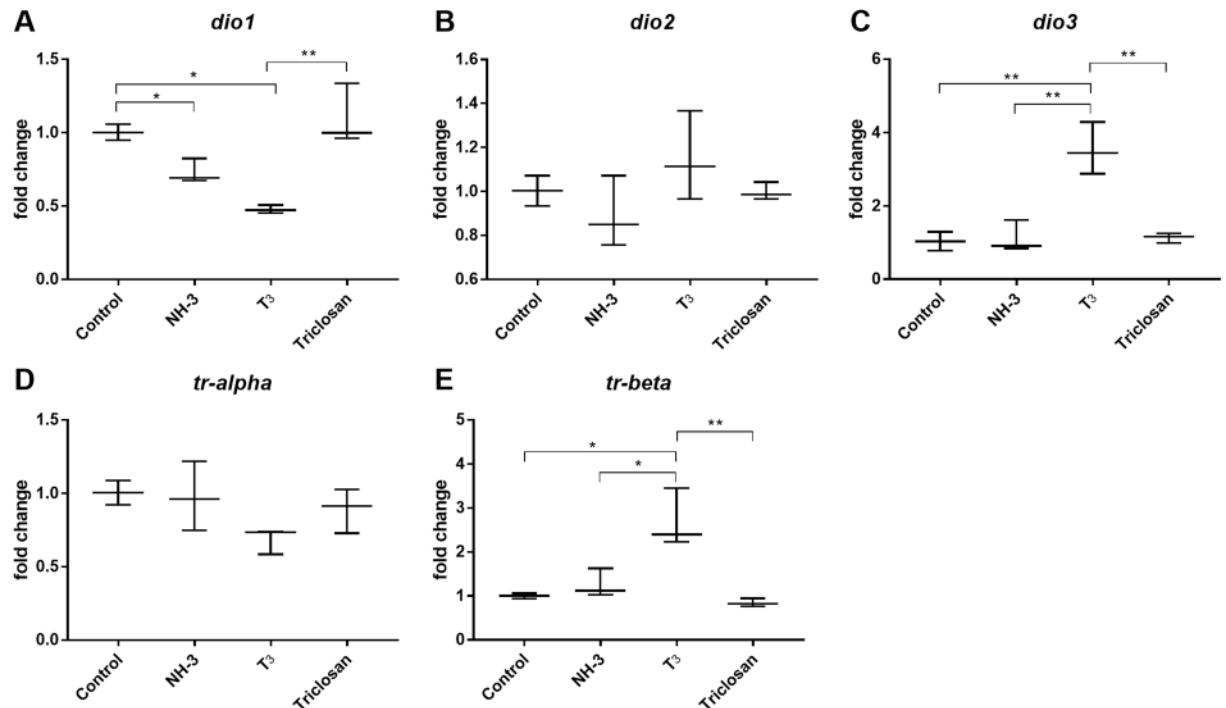 A dio1
fold change
1.5
1.0
0.5
0.0
* * **
Control NH-3 T3 Triclosan
B dio2
fold change
1.6
1.4
1.2
1.0
0.8
0.6
Control NH-3 T3 Triclosan
C dio3
fold change
6
4
2
0
** ** **
Control NH-3 T3 Triclosan
D tr-alpha
fold change
1.5
1.0
0.5
0.0
Control NH-3 T3 Triclosan
E tr-beta
fold change
5
4
3
2
1
0
* * **
Control NH-3 T3 Triclosan